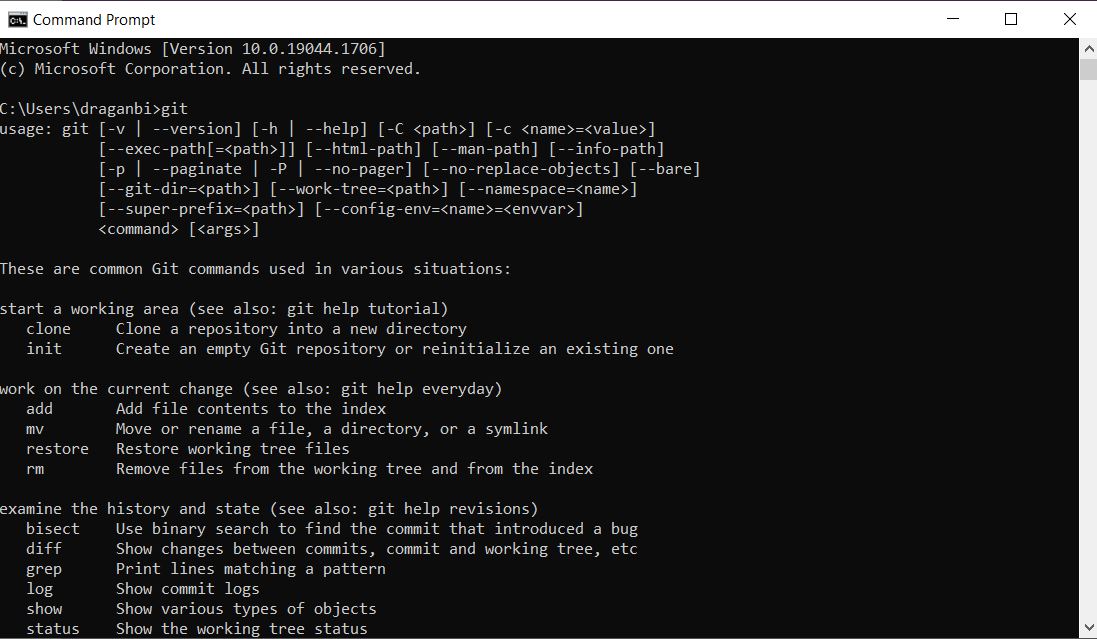 Command Prompt
Microsoft Windows [Version 10.0.19044.1706]
(c) Microsoft Corporation. All rights reserved.

C:\Users\draganbi>git
usage: git [-v | --version] [-h | --help] [-C <path>] [-c <name>=<value>]
           [--exec-path[=<path>]] [--html-path] [--man-path] [--info-path]
           [-p | --paginate | -P | --no-pager] [--no-replace-objects] [--bare]
           [--git-dir=<path>] [--work-tree=<path>] [--namespace=<name>]
           [--super-prefix=<path>] [--config-env=<name>=<envvar>]
           <command> [<args>]

These are common Git commands used in various situations:

start a working area (see also: git help tutorial)
   clone     Clone a repository into a new directory
   init      Create an empty Git repository or reinitialize an existing one

work on the current change (see also: git help everyday)
   add       Add file contents to the index
   mv        Move or rename a file, a directory, or a symlink
   restore   Restore working tree files
   rm        Remove files from the working tree and from the index

examine the history and state (see also: git help revisions)
   bisect    Use binary search to find the commit that introduced a bug
   diff      Show changes between commits, commit and working tree, etc
   grep      Print lines matching a pattern
   log       Show commit logs
   show      Show various types of objects
   status    Show the working tree status